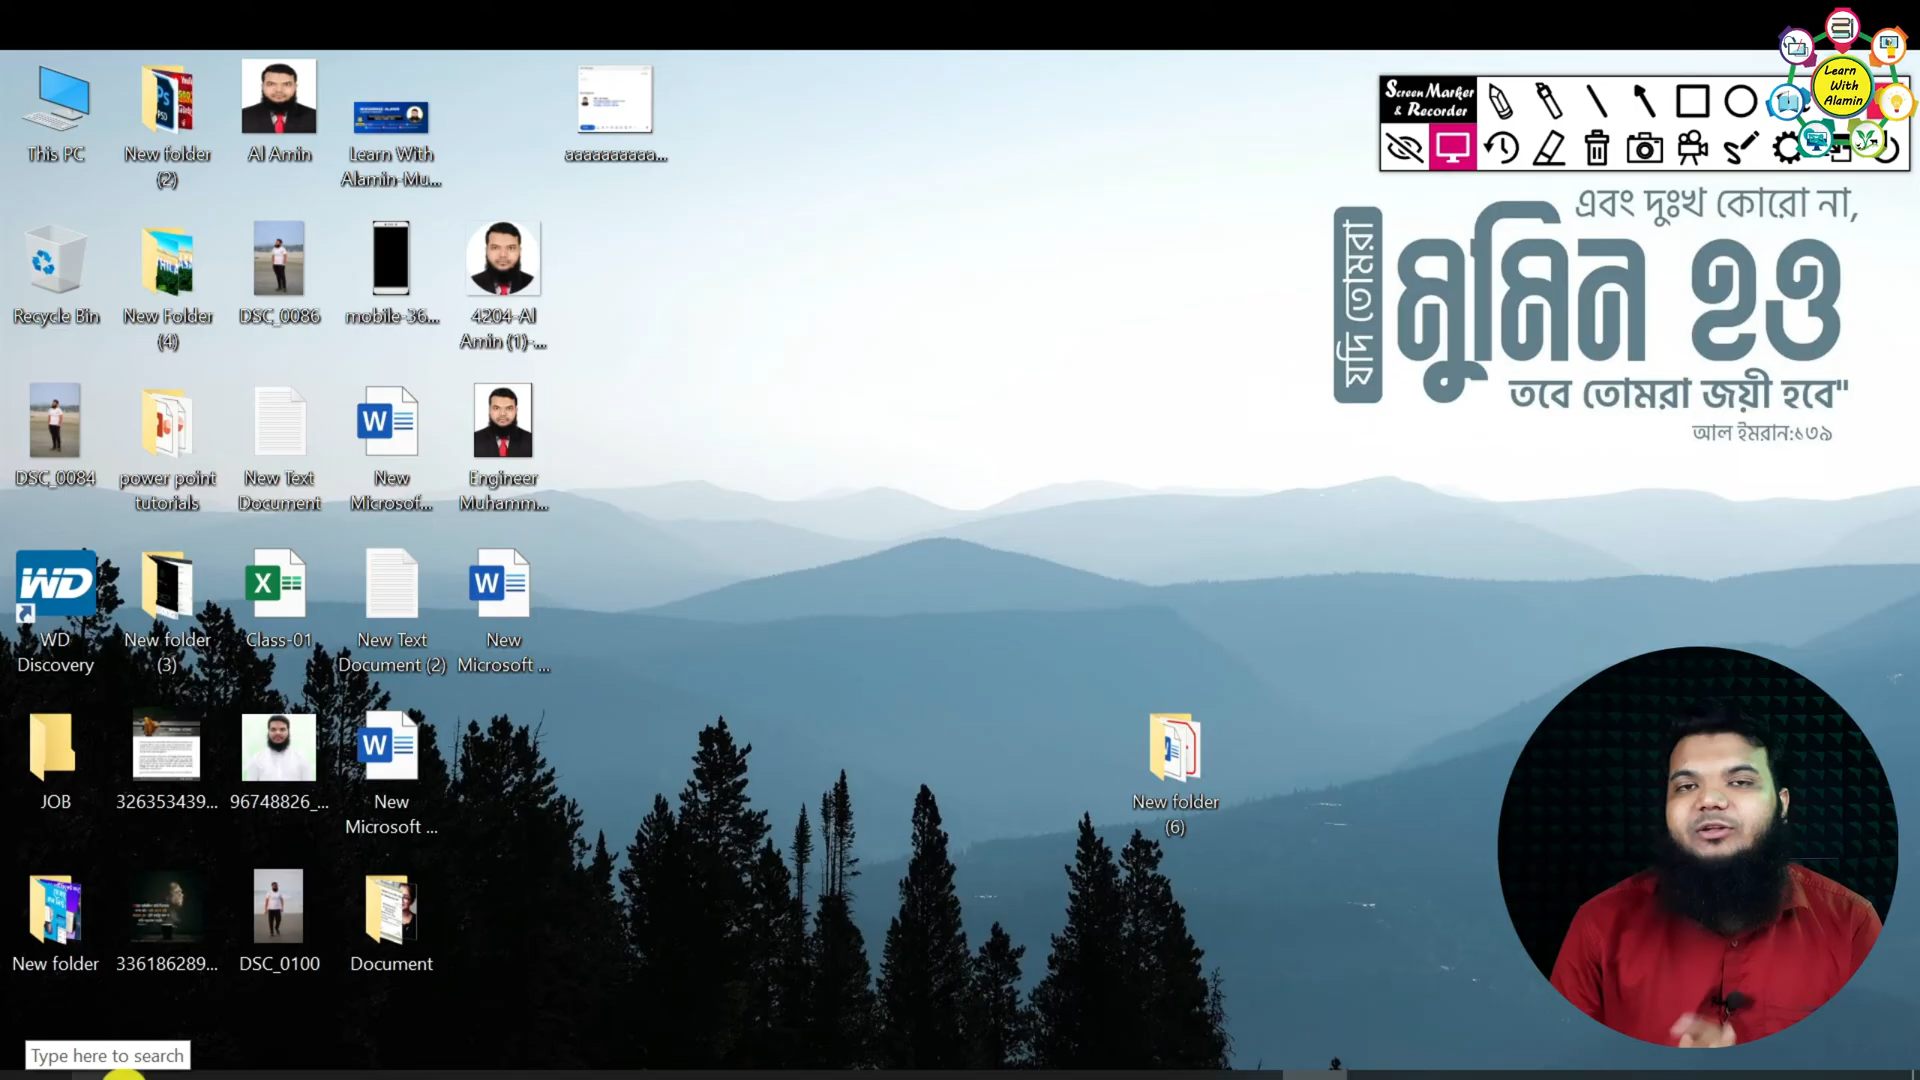 This PC
New folder
(2)
Al Amin
Learn With
Alamin-Mu...
aaaaaaaaaa...
Screen Marker
& Recorder
Learn
With
Alamin
এবং দুঃখ কোরো না,
যদি তোমরা
মুমিন হও
তবে তোমরা জয়ী হবে"
আল ইমরান:১৩৯
Recycle Bin
New Folder
(4)
DSC_0086
mobile-36...
4204-Al
Amin (1)-...
DSC_0084
power point
tutorials
New Text
Document
New
Microsof...
Engineer
Muhamm...
WD
WD
Discovery
New folder
(3)
Class-01
New Text
Document (2)
New
Microsoft ...
JOB
326353439...
96748826_...
New
Microsoft ...
New folder
(6)
New folder
336186289...
DSC_0100
Document
Type here to search